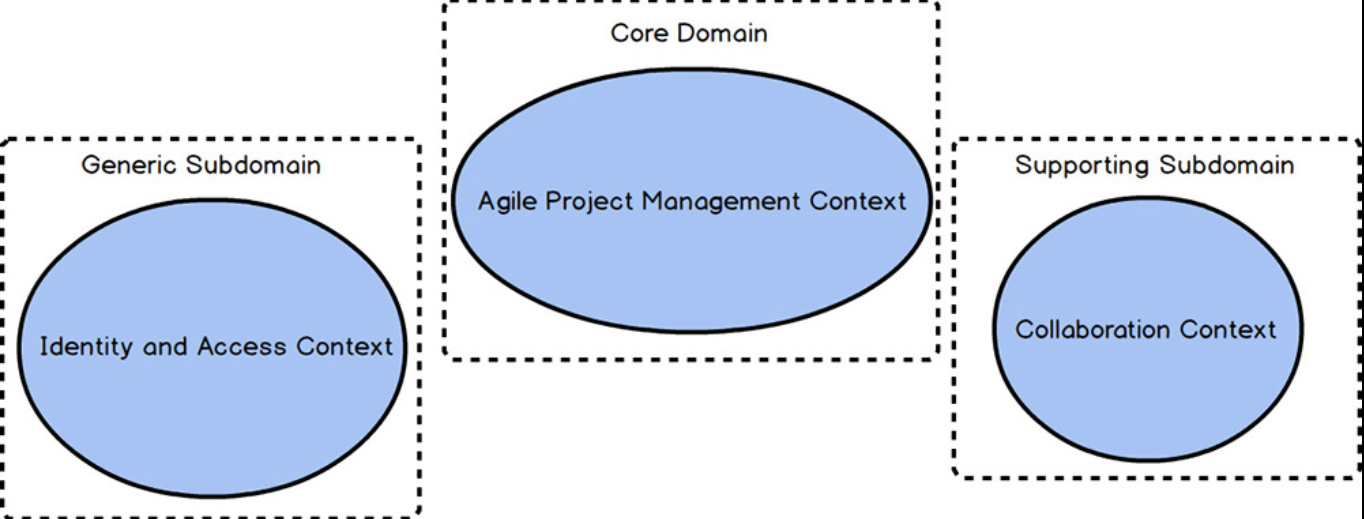 Core Domain
Agile Project Management Context
Generic Subdomain
Identity and Access Context
Supporting Subdomain
Collaboration Context